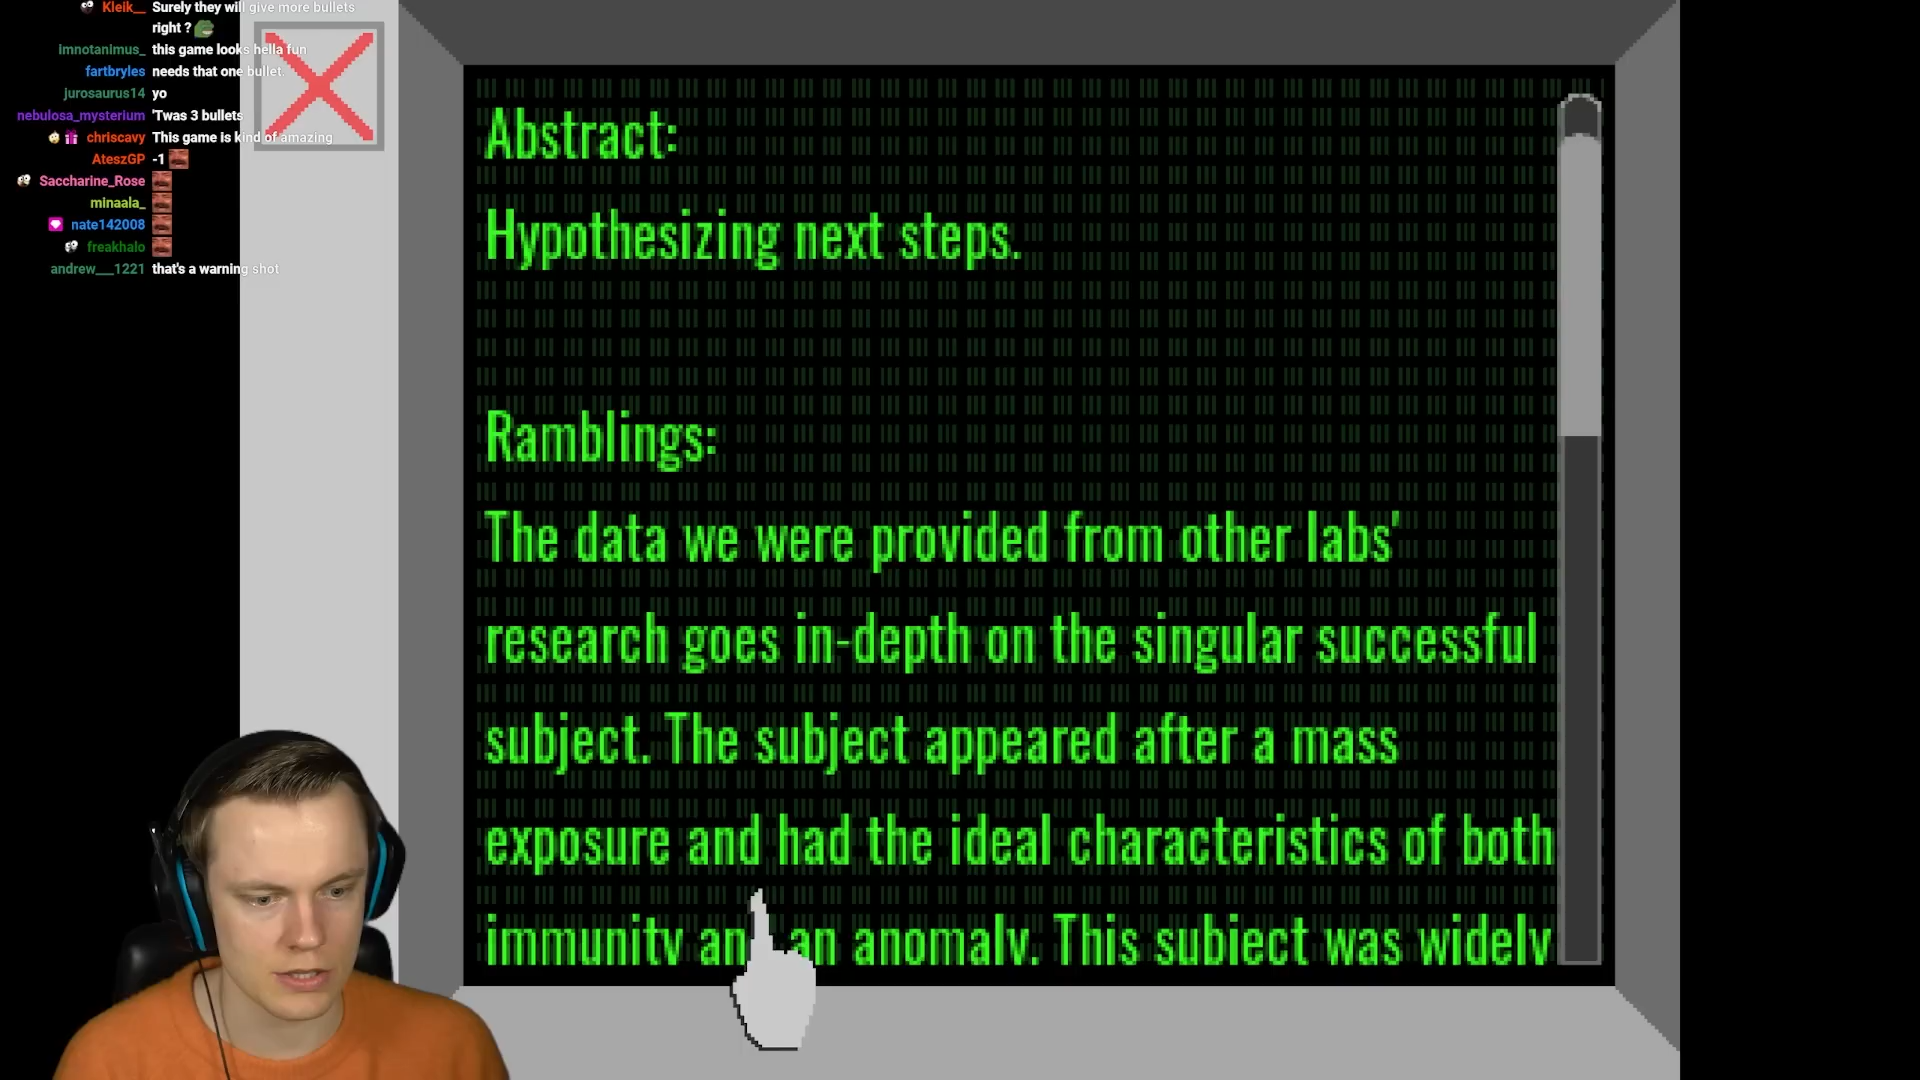 Kleik__ Surely they will give more bullets
right ?
imnotanimus_ this game looks hella fun
fartbryles needs that one bullet.
jurosaurus14 yo
nebulosa_mysterium 'Twas 3 bullets
chriscavy This game is kind of amazing
AteszGP -1
Saccharine_Rose
minaala_
nate142008
freakhalo
andrew___1221 that's a warning shot
Abstract:
Hypothesizing next steps.
Ramblings:
The data we were provided from other labs'
research goes in-depth on the singular successful
subject. The subject appeared after a mass
exposure and had the ideal characteristics of both
immunity an an anomaly. This subject was widely